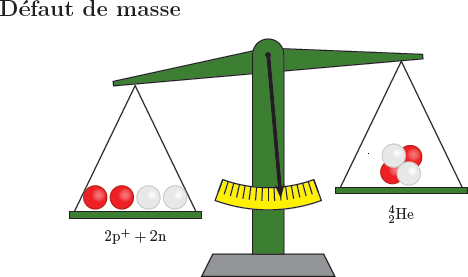 Défaut de masse
2p⁺ + 2n
⁴₂He